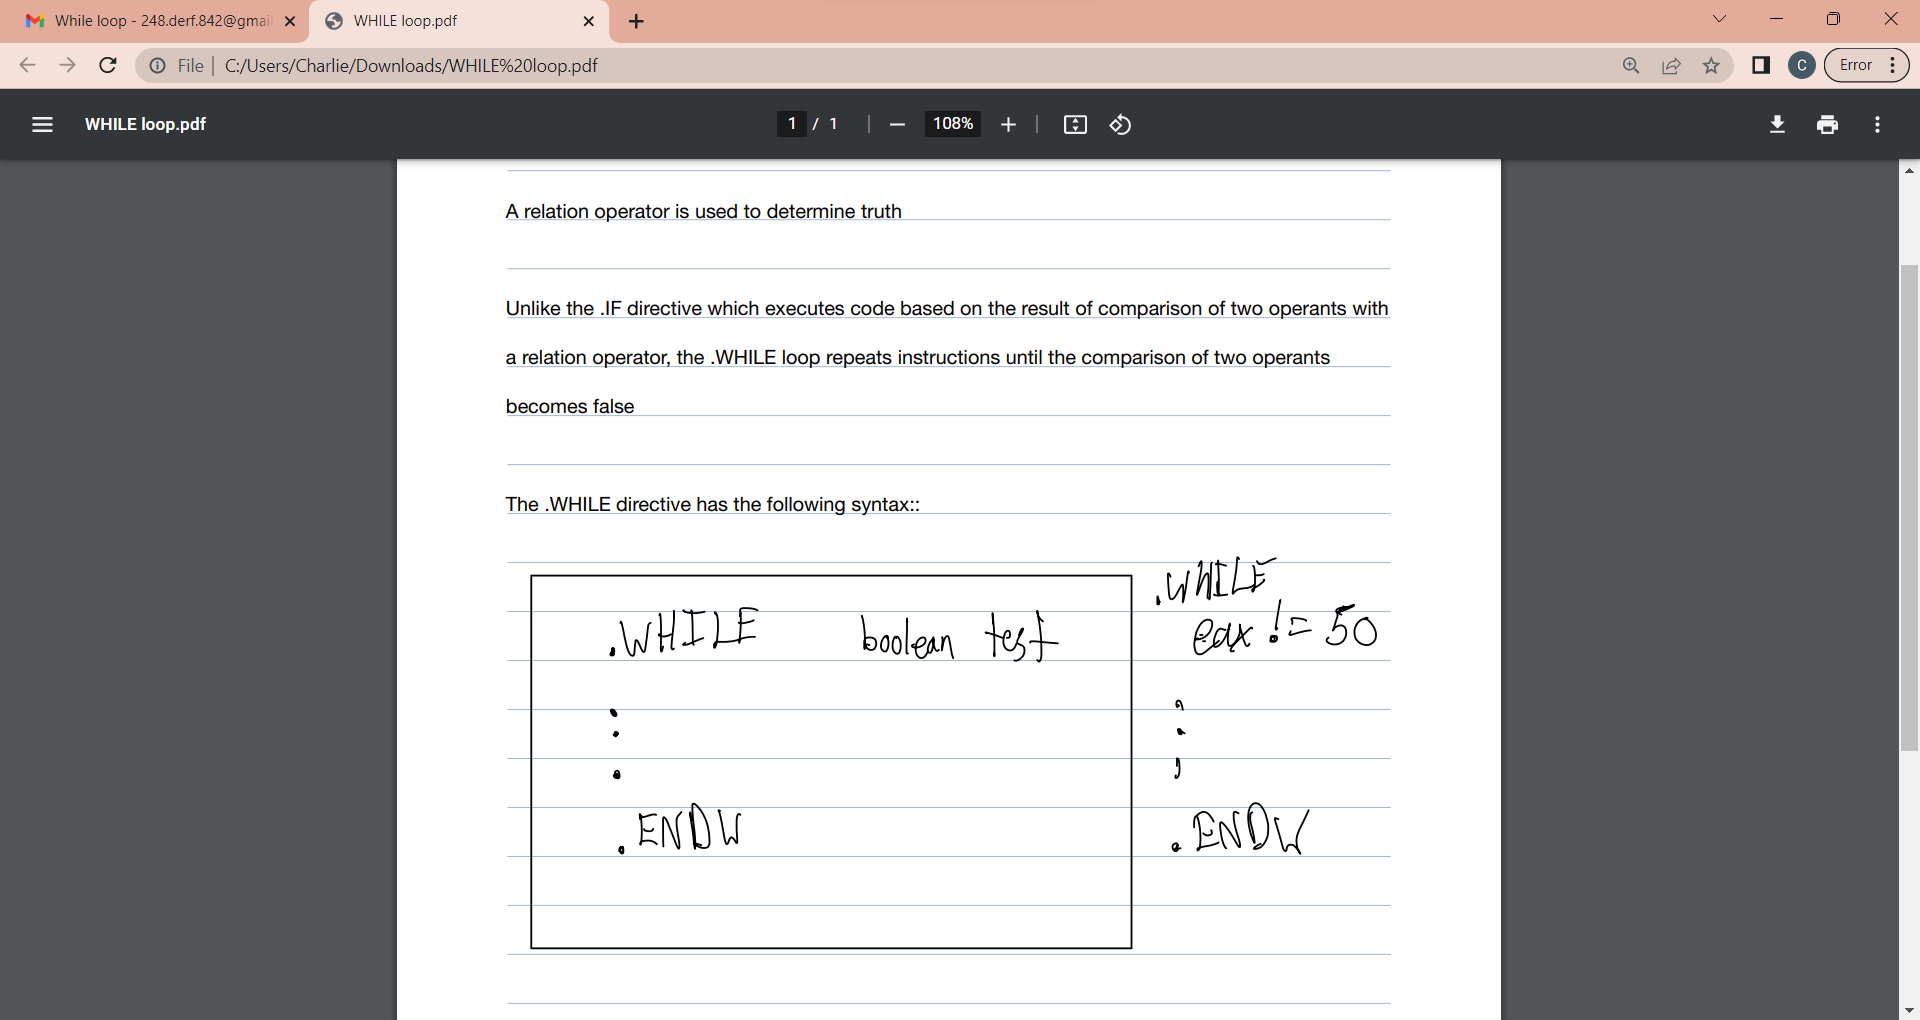 While loop - 248.derf.842@gmai
WHILE loop.pdf
File | C:/Users/Charlie/Downloads/WHILE%20loop.pdf
C
Error
WHILE loop.pdf
1 / 1
108%
A relation operator is used to determine truth
Unlike the .IF directive which executes code based on the result of comparison of two operants with
a relation operator, the .WHILE loop repeats instructions until the comparison of two operants
becomes false
The .WHILE directive has the following syntax::
.WHILE boolean test
.ENDW
.WHILE
eax != 50
.ENDW